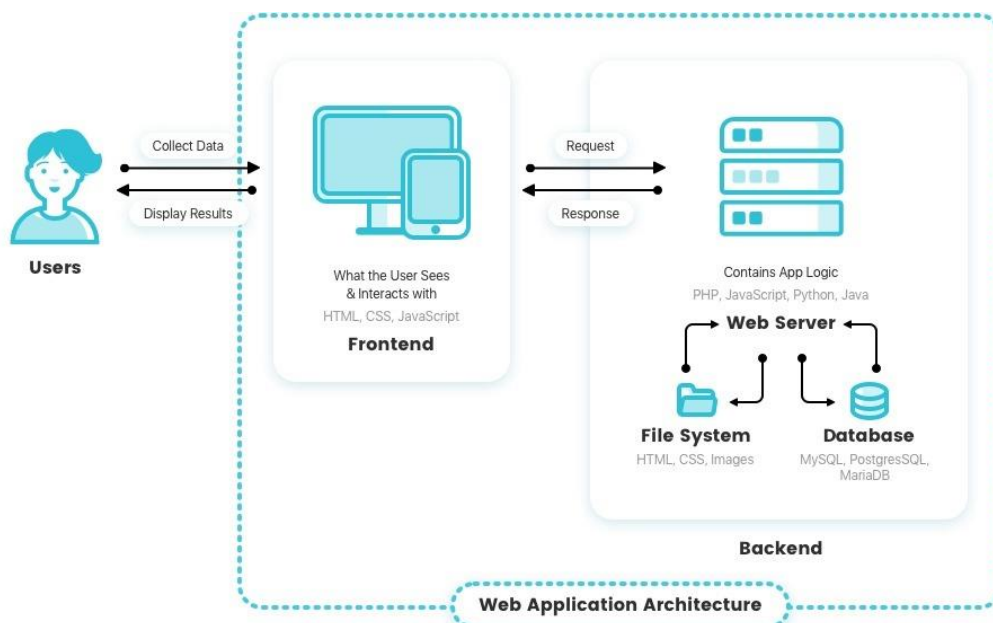 Collect Data
Display Results
Users
What the User Sees
& Interacts with
HTML, CSS, JavaScript
Frontend
Request
Response
Contains App Logic
PHP, JavaScript, Python, Java
Web Server
File System
HTML, CSS, Images
Database
MySQL, PostgresSQL,
MariaDB
Backend
Web Application Architecture